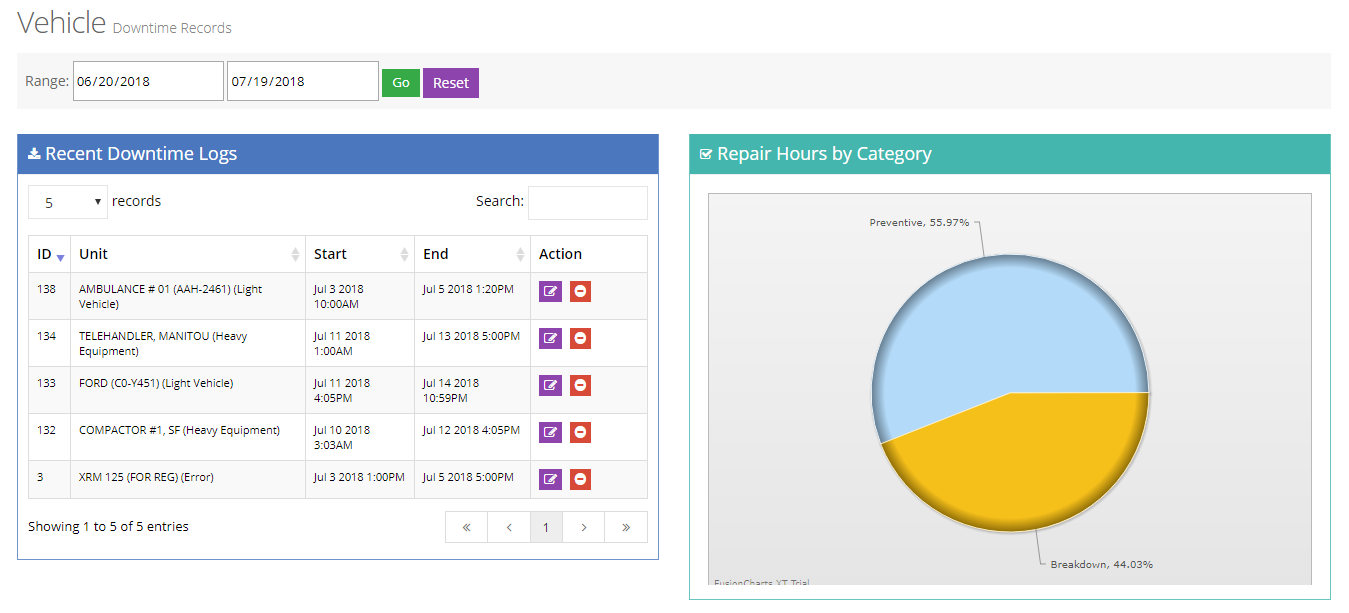 Vehicle Downtime Records
Range: 06/20/2018 07/19/2018 Go Reset
Recent Downtime Logs
5 records Search:
ID Unit Start End Action
138 AMBULANCE # 01 (AAH-2461) (Light Jul 3 2018 Jul 5 2018 1:20PM
Vehicle) 10:00AM
134 TELEHANDLER, MANITOU (Heavy Jul 11 2018 Jul 13 2018 5:00PM
Equipment) 1:00AM
133 FORD (C0-Y451) (Light Vehicle) Jul 11 2018 Jul 14 2018
4:05PM 10:59PM
132 COMPACTOR #1, SF (Heavy Equipment) Jul 10 2018 Jul 12 2018 4:05PM
3:03AM
3 XRM 125 (FOR REG) (Error) Jul 3 2018 1:00PM Jul 5 2018 5:00PM
Showing 1 to 5 of 5 entries « ‹ 1 › »
Repair Hours by Category
Preventive, 55.97%
Breakdown, 44.03%
FusionCharts XT Trial